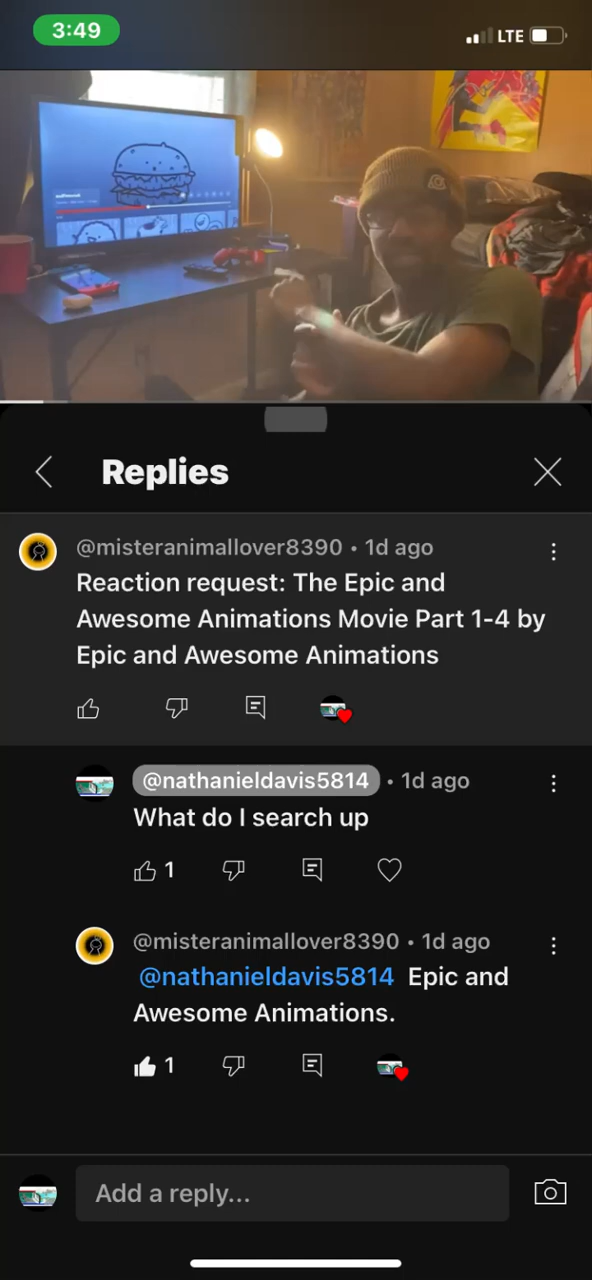 3:49
LTE
Replies
@misteranimallover8390 • 1d ago
Reaction request: The Epic and
Awesome Animations Movie Part 1-4 by
Epic and Awesome Animations
@nathanieldavis5814 • 1d ago
What do I search up
1
@misteranimallover8390 • 1d ago
@nathanieldavis5814 Epic and
Awesome Animations.
1
Add a reply...